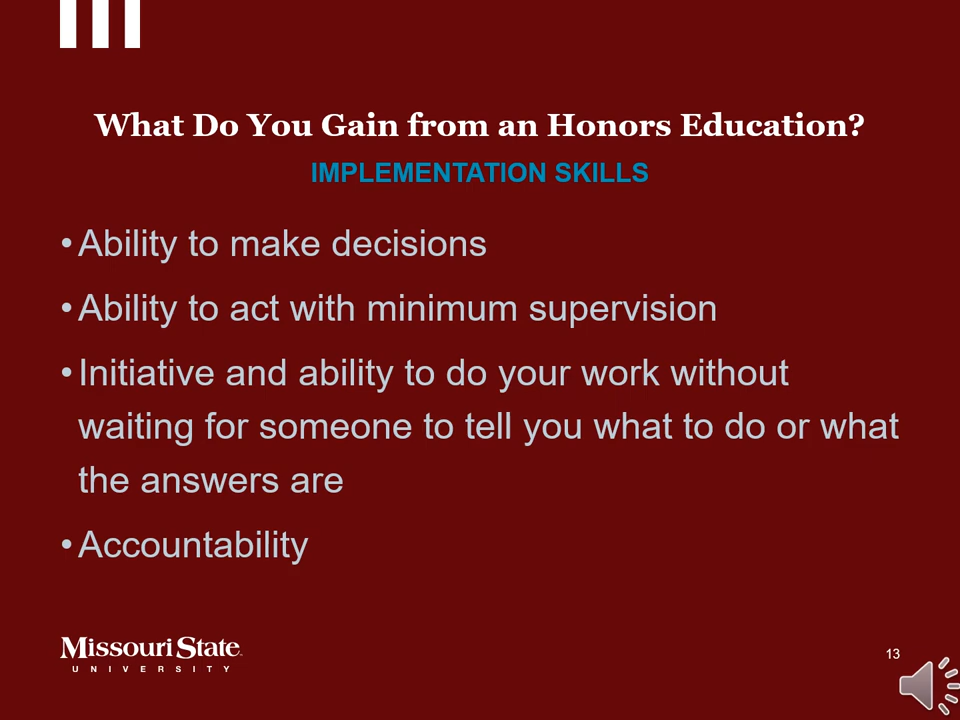 What Do You Gain from an Honors Education?
IMPLEMENTATION SKILLS
• Ability to make decisions
• Ability to act with minimum supervision
• Initiative and ability to do your work without
waiting for someone to tell you what to do or what
the answers are
• Accountability
Missouri State
UNIVERSITY
13